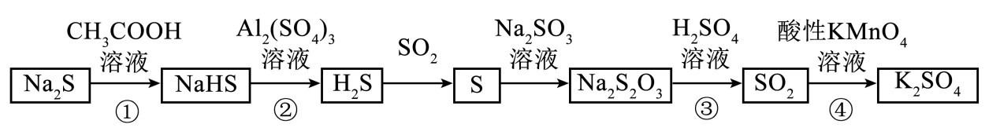 CH₃COOH Al₂(SO₄)₃ SO₂ Na₂SO₃ H₂SO₄ 酸性KMnO₄
溶液 溶液 溶液 溶液 溶液
Na₂S NaHS H₂S S Na₂S₂O₃ SO₂ K₂SO₄
① ② ③ ④